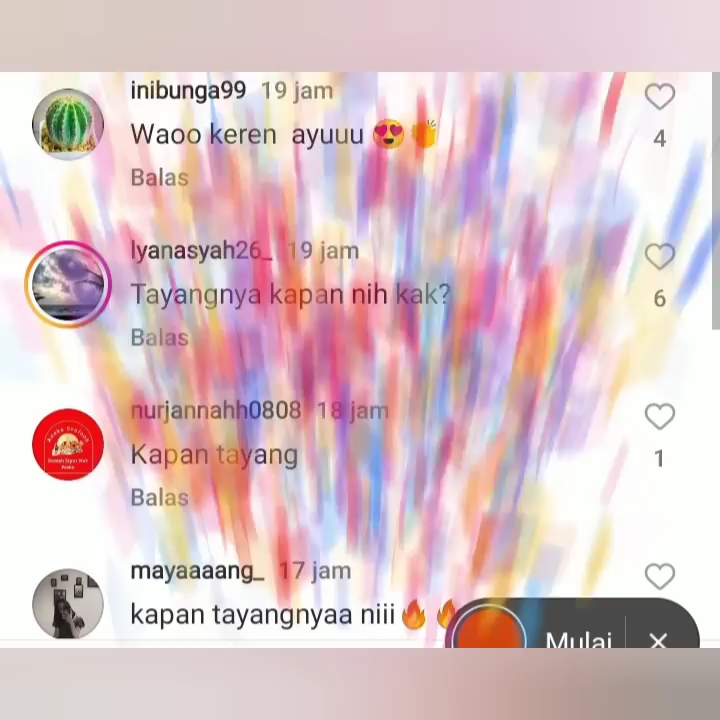 inibunga99 19 jam
Waoo keren ayuuu 😍👏
4
Balas
lyanasyah26_ 19 jam
Tayangnya kapan nih kak?
6
Balas
nurjannahh0808 18 jam
Kapan tayang
1
Balas
mayaaaang_ 17 jam
kapan tayangnyaa niii🔥🔥
Mulai